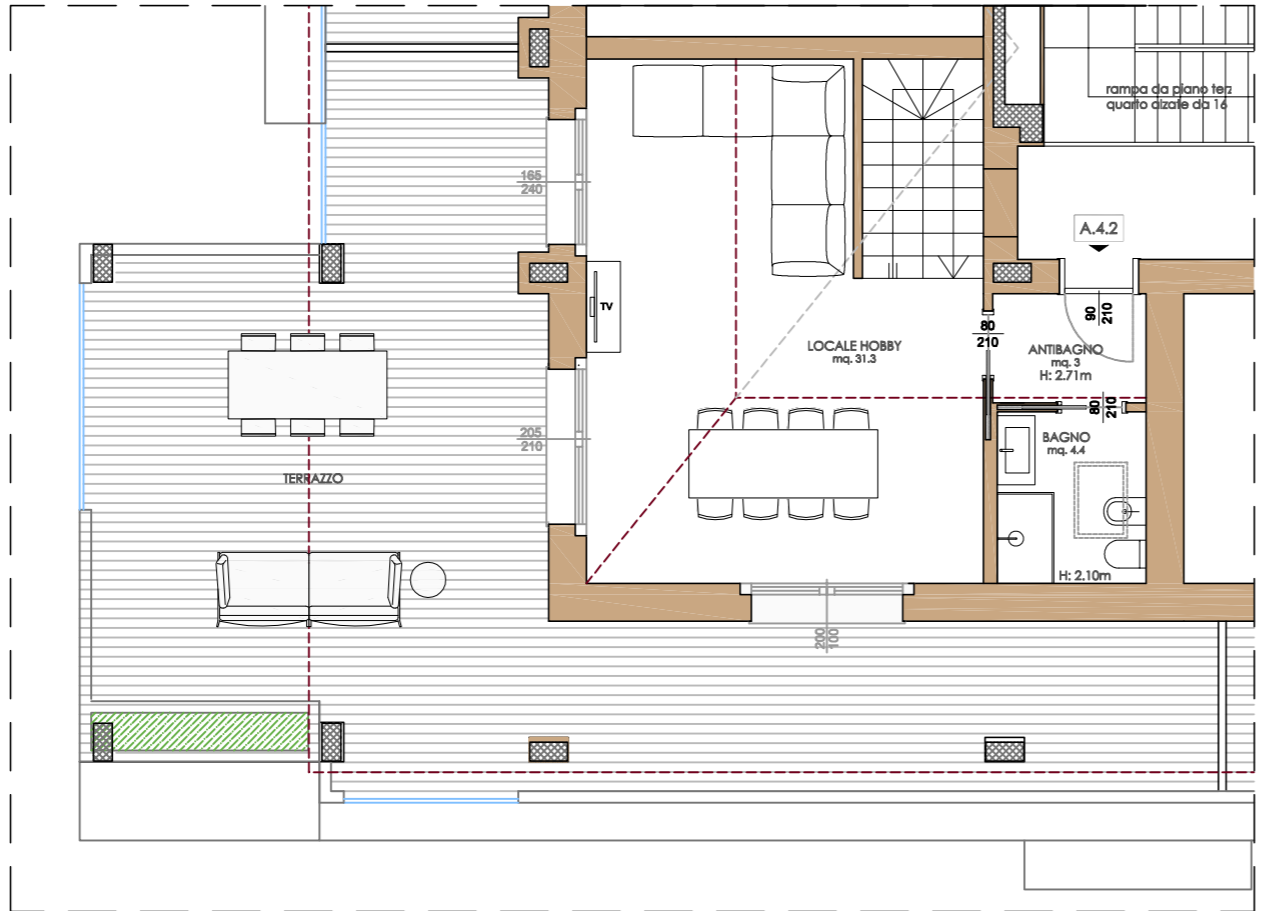 rampa da piano terz
quarto alzate da 16
165
240
A.4.2
TV
90
210
80
210
LOCALE HOBBY
mq. 31.3
ANTIBAGNO
mq. 3
H: 2.71m
80
210
205
210
BAGNO
mq. 4.4
TERRAZZO
H: 2.10m
200
100